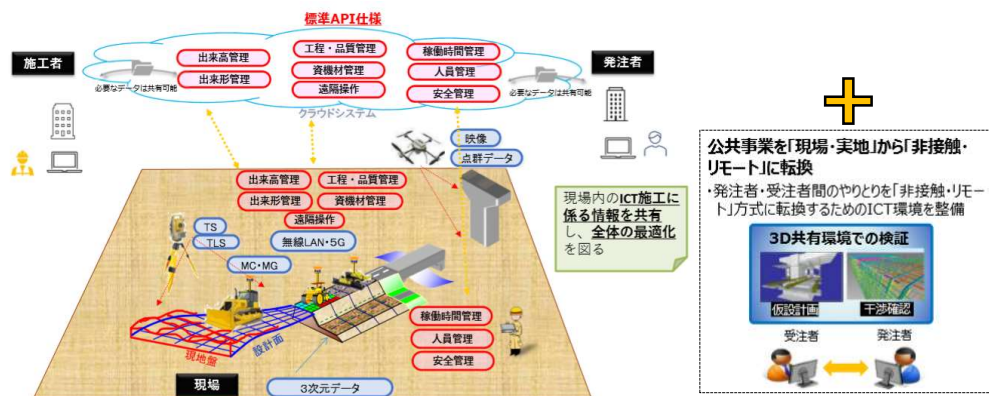 標準API仕様
施工者
発注者
出来高管理
出来形管理
工程・品質管理
資機材管理
遠隔操作
稼働時間管理
人員管理
安全管理
必要なデータは共有可能
必要なデータは共有可能
クラウドシステム
映像
点群データ
出来高管理
工程・品質管理
出来形管理
資機材管理
遠隔操作
無線LAN・5G
TS
TLS
MC・MG
現場内のICT施工に
係る情報を共有
し、全体の最適化
を図る
稼働時間管理
人員管理
安全管理
現地盤
設計面
現場
3次元データ
公共事業を「現場・実地」から「非接触・
リモート」に転換
・発注者・受注者間のやりとりを「非接触・リモー
ト」方式に転換するためのICT環境を整備
3D共有環境での検証
仮設計画
干渉確認
受注者
発注者